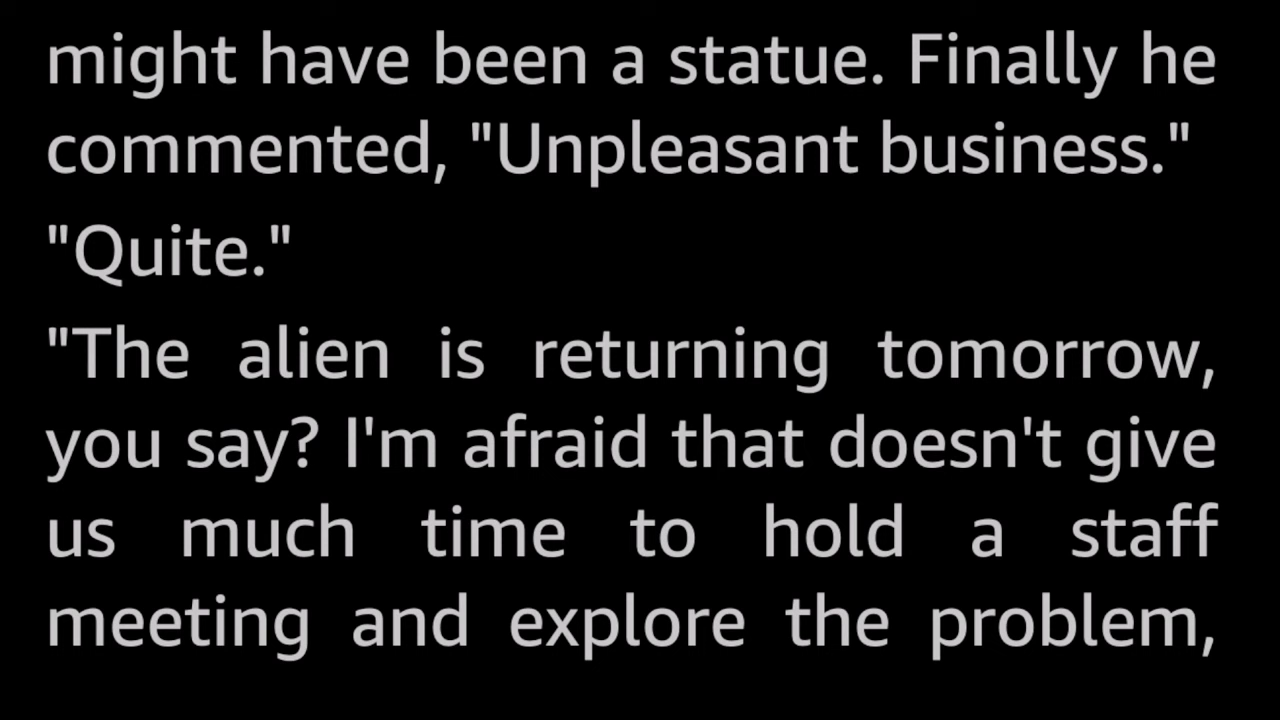 might have been a statue. Finally he
commented, "Unpleasant business."
"Quite."
"The alien is returning tomorrow,
you say? I'm afraid that doesn't give
us much time to hold a staff
meeting and explore the problem,